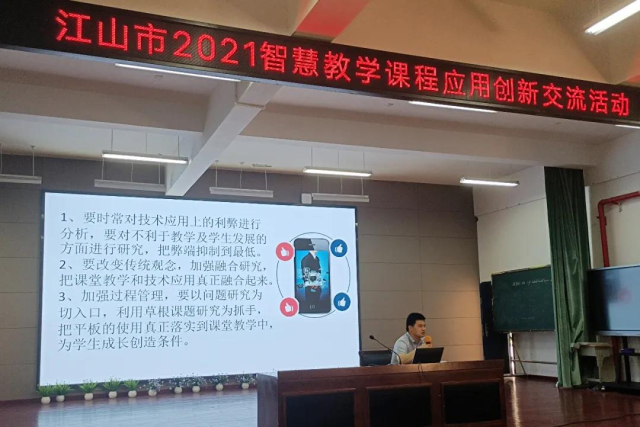 江山市2021智慧教学课程应用创新交流活动
1、要时常对技术应用上的利弊进行
分析，要对不利于教学及学生发展的
方面进行研究，把弊端抑制到最低。
2、要改变传统观念，加强融合研究，
把课堂教学和技术应用真正融合起来。
3、加强过程管理，要以问题研究为
切入口，利用草根课题研究为抓手，
把平板的使用真正落实到课堂教学中，
为学生成长创造条件。